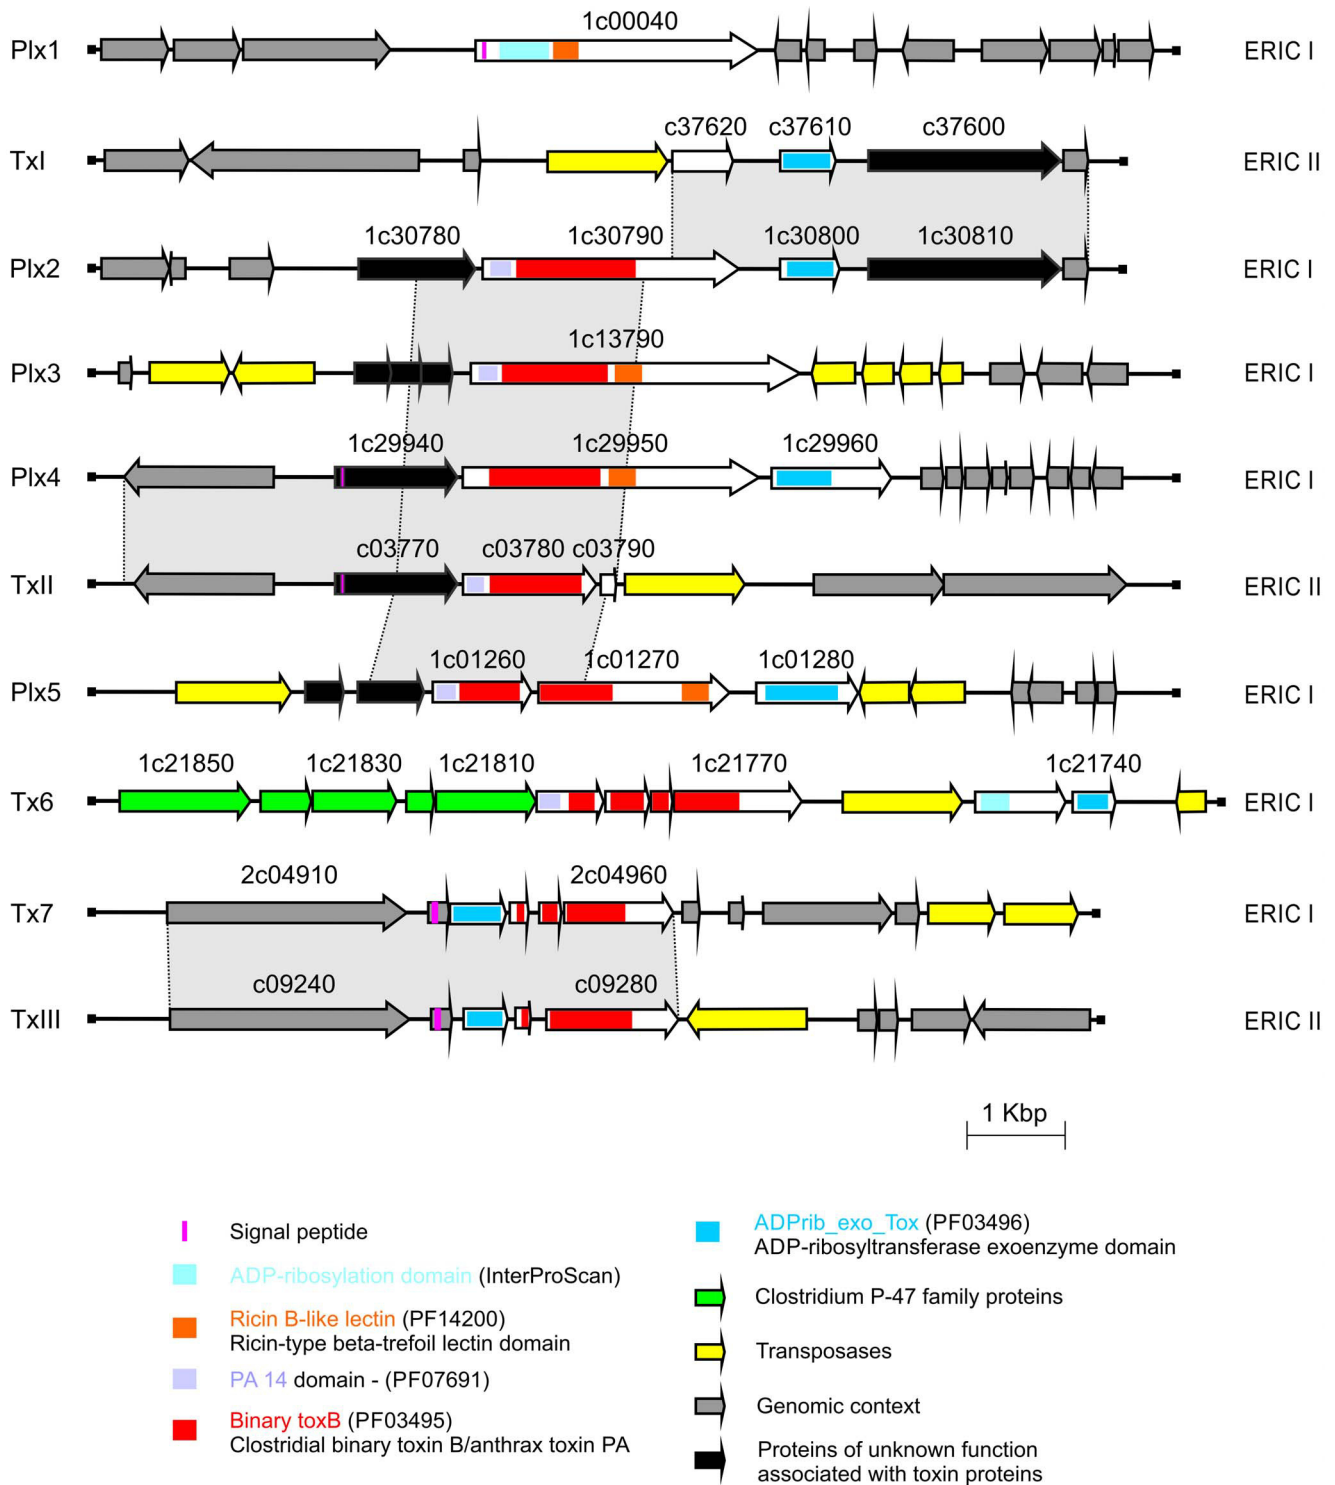 1c00040
Plx1 ERIC I
c37620 c37610 c37600
TxI ERIC II
1c30780 1c30790 1c30800 1c30810
Plx2 ERIC I
1c13790
Plx3 ERIC I
1c29940 1c29950 1c29960
Plx4 ERIC I
c03770 c03780 c03790
TxII ERIC II
1c01260 1c01270 1c01280
Plx5 ERIC I
1c21850 1c21830 1c21810 1c21770 1c21740
Tx6 ERIC I
2c04910 2c04960
Tx7 ERIC I
c09240 c09280
TxIII ERIC II
1 Kbp
Signal peptide
ADP-ribosylation domain (InterProScan)
Ricin B-like lectin (PF14200)
Ricin-type beta-trefoil lectin domain
PA 14 domain - (PF07691)
Binary toxB (PF03495)
Clostridial binary toxin B/anthrax toxin PA
ADPrib_exo_Tox (PF03496)
ADP-ribosyltransferase exoenzyme domain
Clostridium P-47 family proteins
Transposases
Genomic context
Proteins of unknown function
associated with toxin proteins